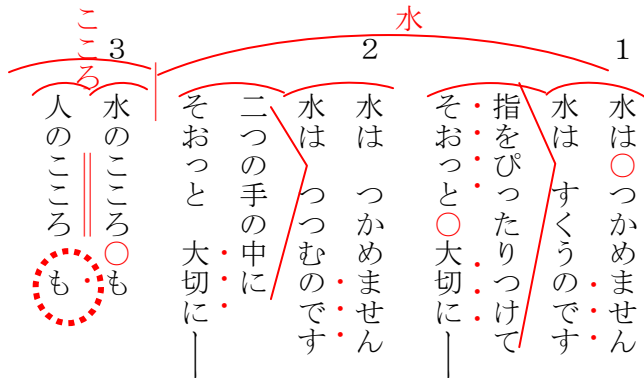 水
1
水は〇つかめません
水は　すくうのです
指をぴったりつけて
そおっと〇大切に――
2
水は　つかめません
水は　つつむのです
二つの手の中に
そおっと　大切に――
こころ
3
水のこころ〇も
人のこころ　も